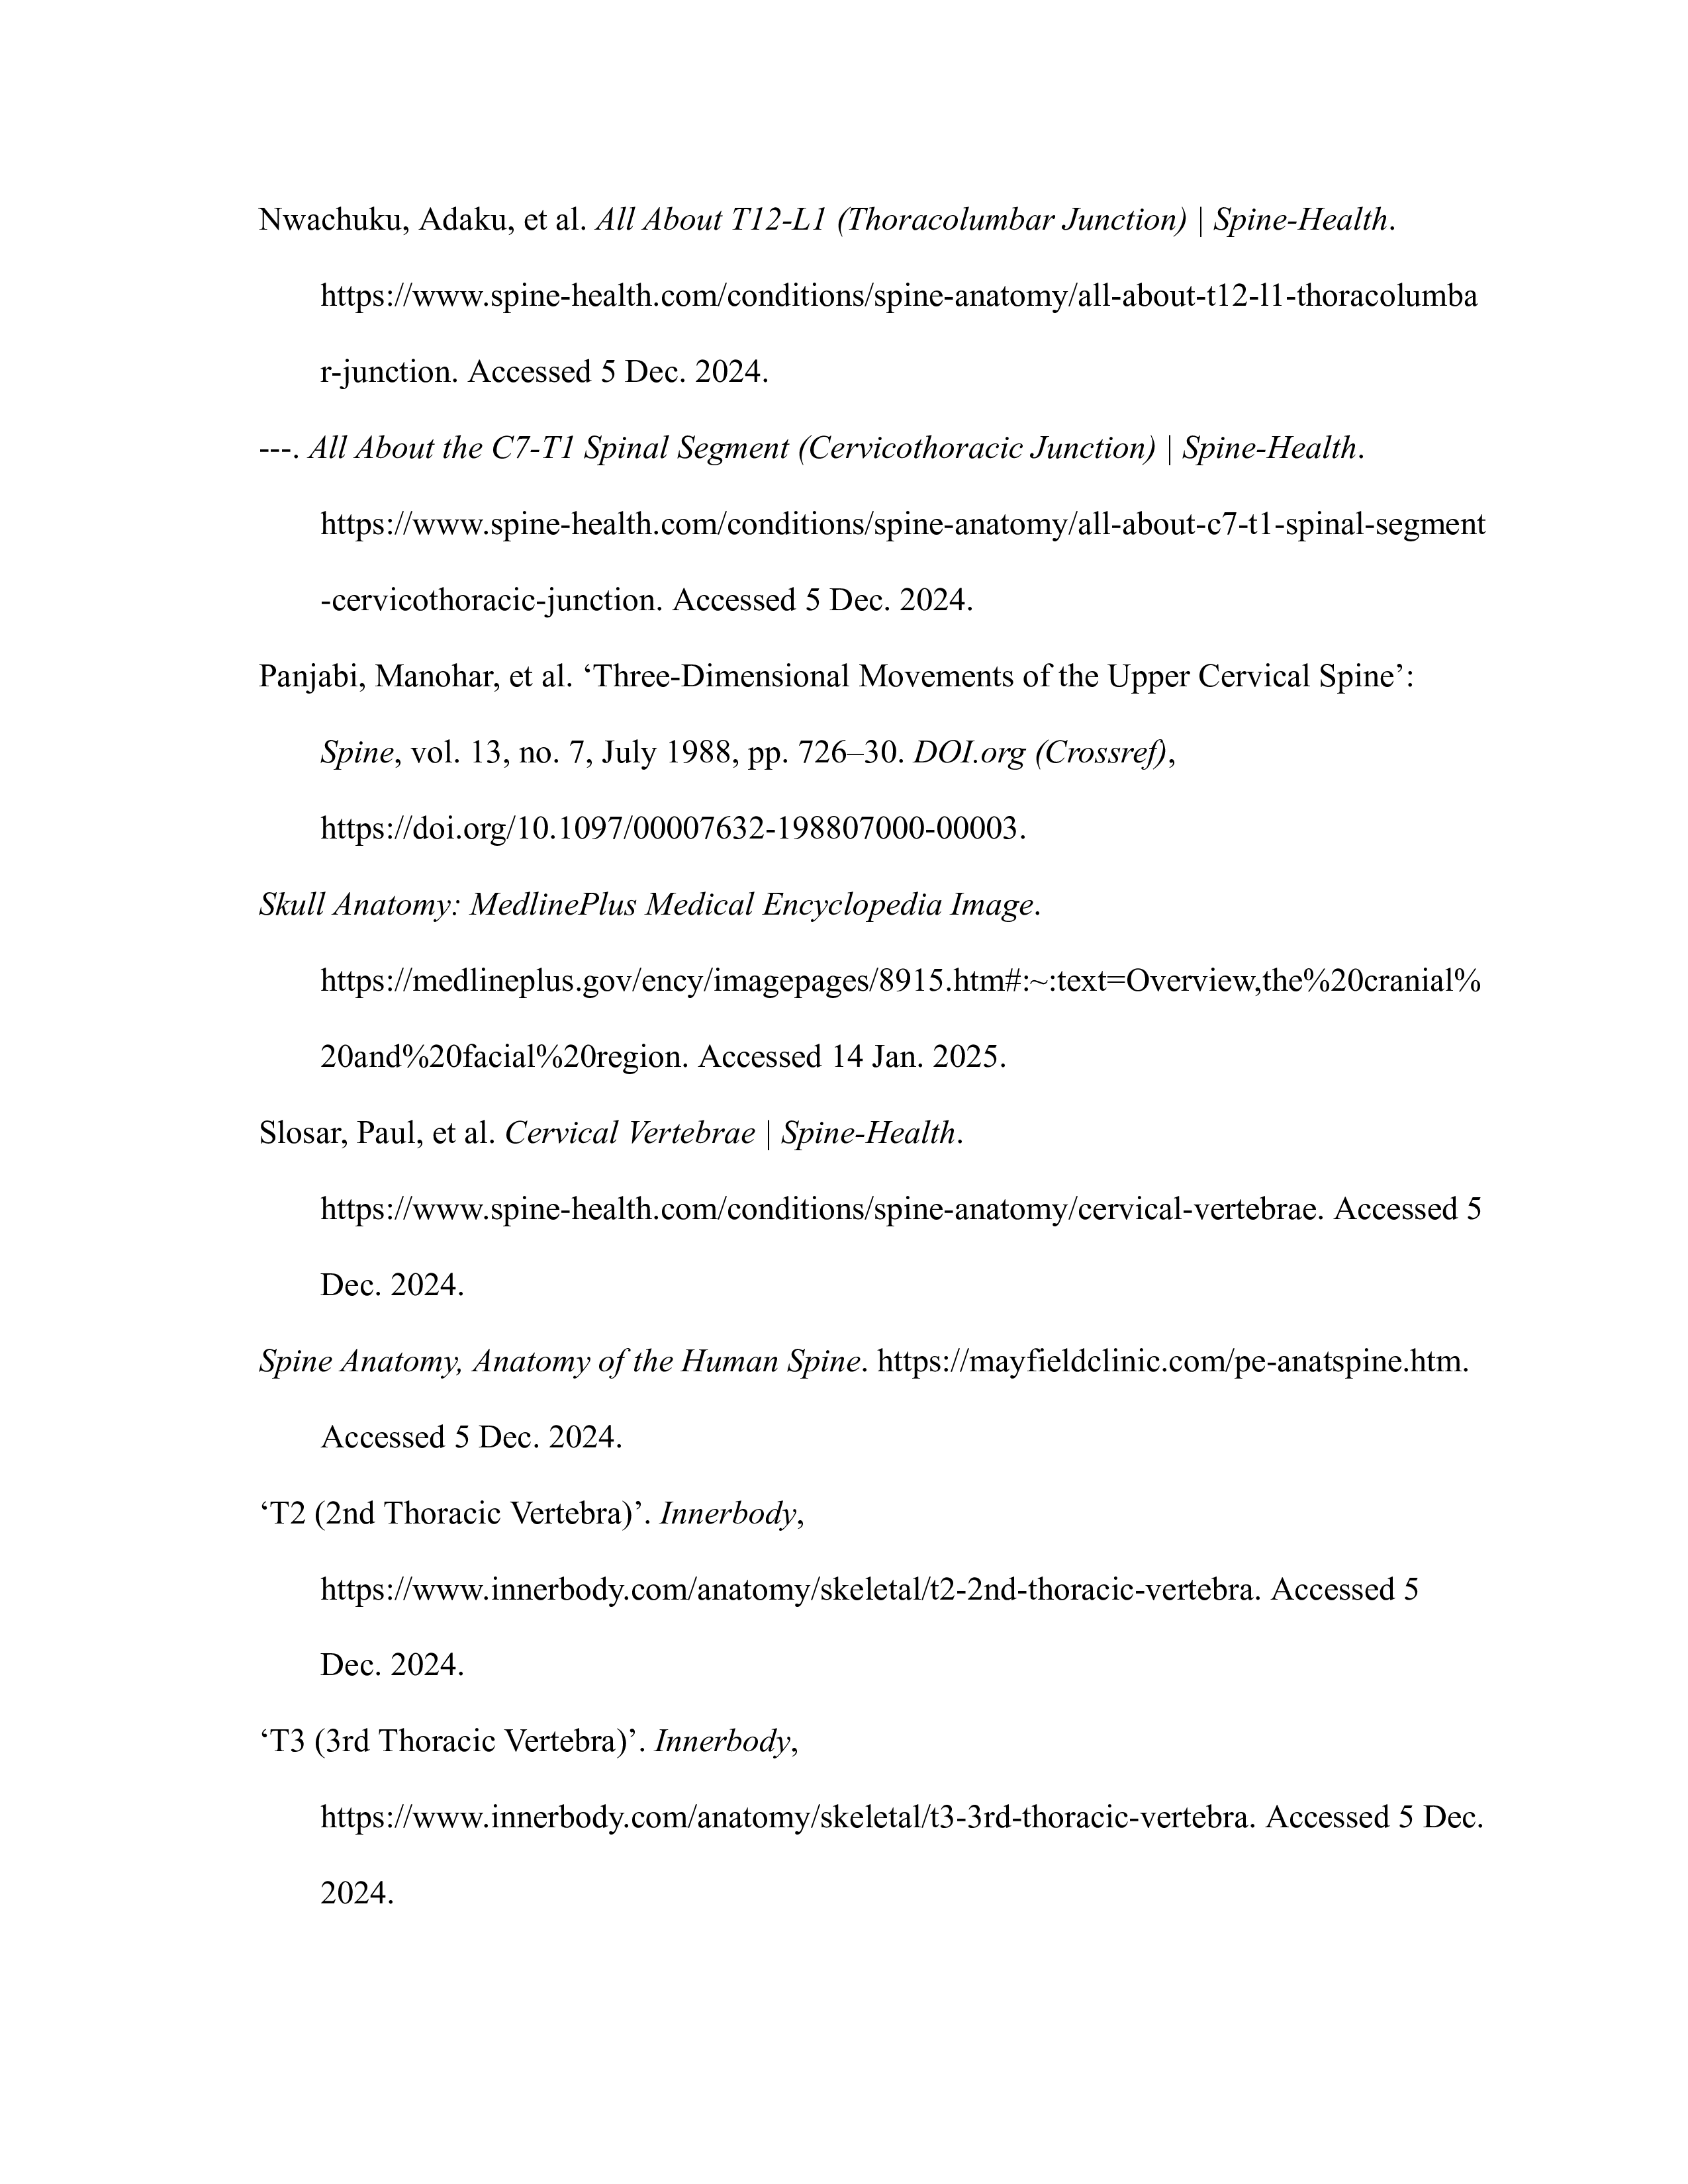 Nwachuku, Adaku, et al. All About T12-L1 (Thoracolumbar Junction) | Spine-Health.
https://www.spine-health.com/conditions/spine-anatomy/all-about-t12-l1-thoracolumba
r-junction. Accessed 5 Dec. 2024.
---. All About the C7-T1 Spinal Segment (Cervicothoracic Junction) | Spine-Health.
https://www.spine-health.com/conditions/spine-anatomy/all-about-c7-t1-spinal-segment
-cervicothoracic-junction. Accessed 5 Dec. 2024.
Panjabi, Manohar, et al. ‘Three-Dimensional Movements of the Upper Cervical Spine’:
Spine, vol. 13, no. 7, July 1988, pp. 726–30. DOI.org (Crossref),
https://doi.org/10.1097/00007632-198807000-00003.
Skull Anatomy: MedlinePlus Medical Encyclopedia Image.
https://medlineplus.gov/ency/imagepages/8915.htm#:~:text=Overview,the%20cranial%
20and%20facial%20region. Accessed 14 Jan. 2025.
Slosar, Paul, et al. Cervical Vertebrae | Spine-Health.
https://www.spine-health.com/conditions/spine-anatomy/cervical-vertebrae. Accessed 5
Dec. 2024.
Spine Anatomy, Anatomy of the Human Spine. https://mayfieldclinic.com/pe-anatspine.htm.
Accessed 5 Dec. 2024.
‘T2 (2nd Thoracic Vertebra)’. Innerbody,
https://www.innerbody.com/anatomy/skeletal/t2-2nd-thoracic-vertebra. Accessed 5
Dec. 2024.
‘T3 (3rd Thoracic Vertebra)’. Innerbody,
https://www.innerbody.com/anatomy/skeletal/t3-3rd-thoracic-vertebra. Accessed 5 Dec.
2024.